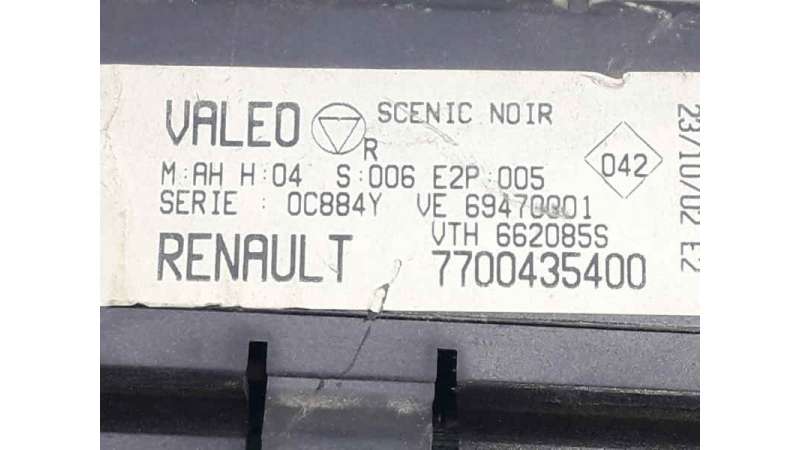 VALEO R SCENIC NOIR
042
M:AH H:04 S:006 E2P:005
SERIE : 0C884Y VE 69470001
VTH 662085S
RENAULT 7700435400
23/10/02 E2